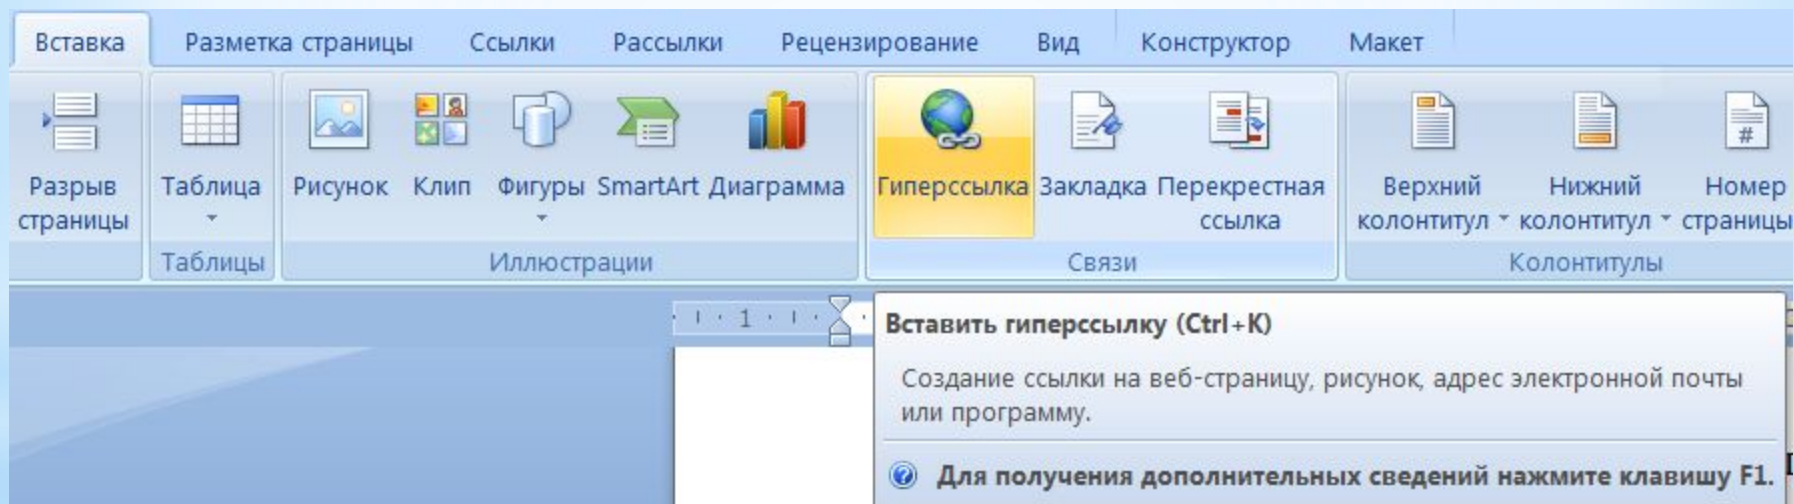 Вставка Разметка страницы Ссылки Рассылки Рецензирование Вид Конструктор Макет
Разрыв страницы
Таблица
Рисунок
Клип
Фигуры
SmartArt
Диаграмма
Гиперссылка
Закладка
Перекрестная
ссылка
Верхний
колонтитул
Нижний
колонтитул
#
Номер
страницы
Таблицы
Иллюстрации
Связи
Колонтитулы
1
Вставить гиперссылку (Ctrl+K)
Создание ссылки на веб-страницу, рисунок, адрес электронной почты
или программу.
Для получения дополнительных сведений нажмите клавишу F1.